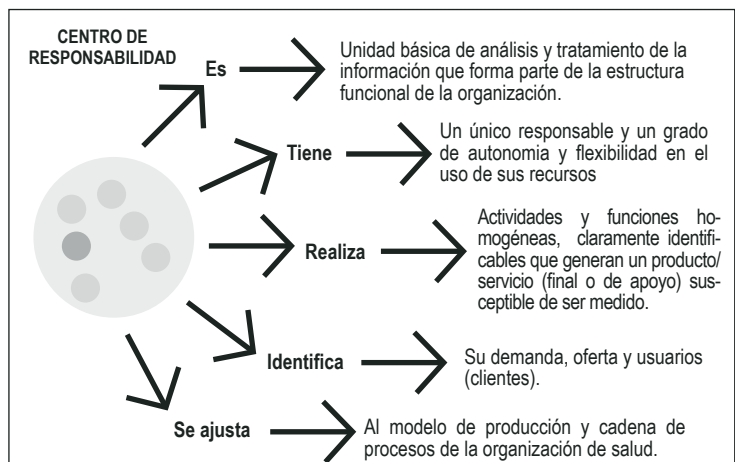 CENTRO DE
RESPONSABILIDAD
Es
Unidad básica de análisis y tratamiento de la
información que forma parte de la estructura
funcional de la organización.
Tiene
Un único responsable y un grado
de autonomia y flexibilidad en el
uso de sus recursos
Realiza
Actividades y funciones ho-
mogéneas, claramente identifi-
cables que generan un producto/
servicio (final o de apoyo) sus-
ceptible de ser medido.
Identifica
Su demanda, oferta y usuarios
(clientes).
Se ajusta
Al modelo de producción y cadena de
procesos de la organización de salud.